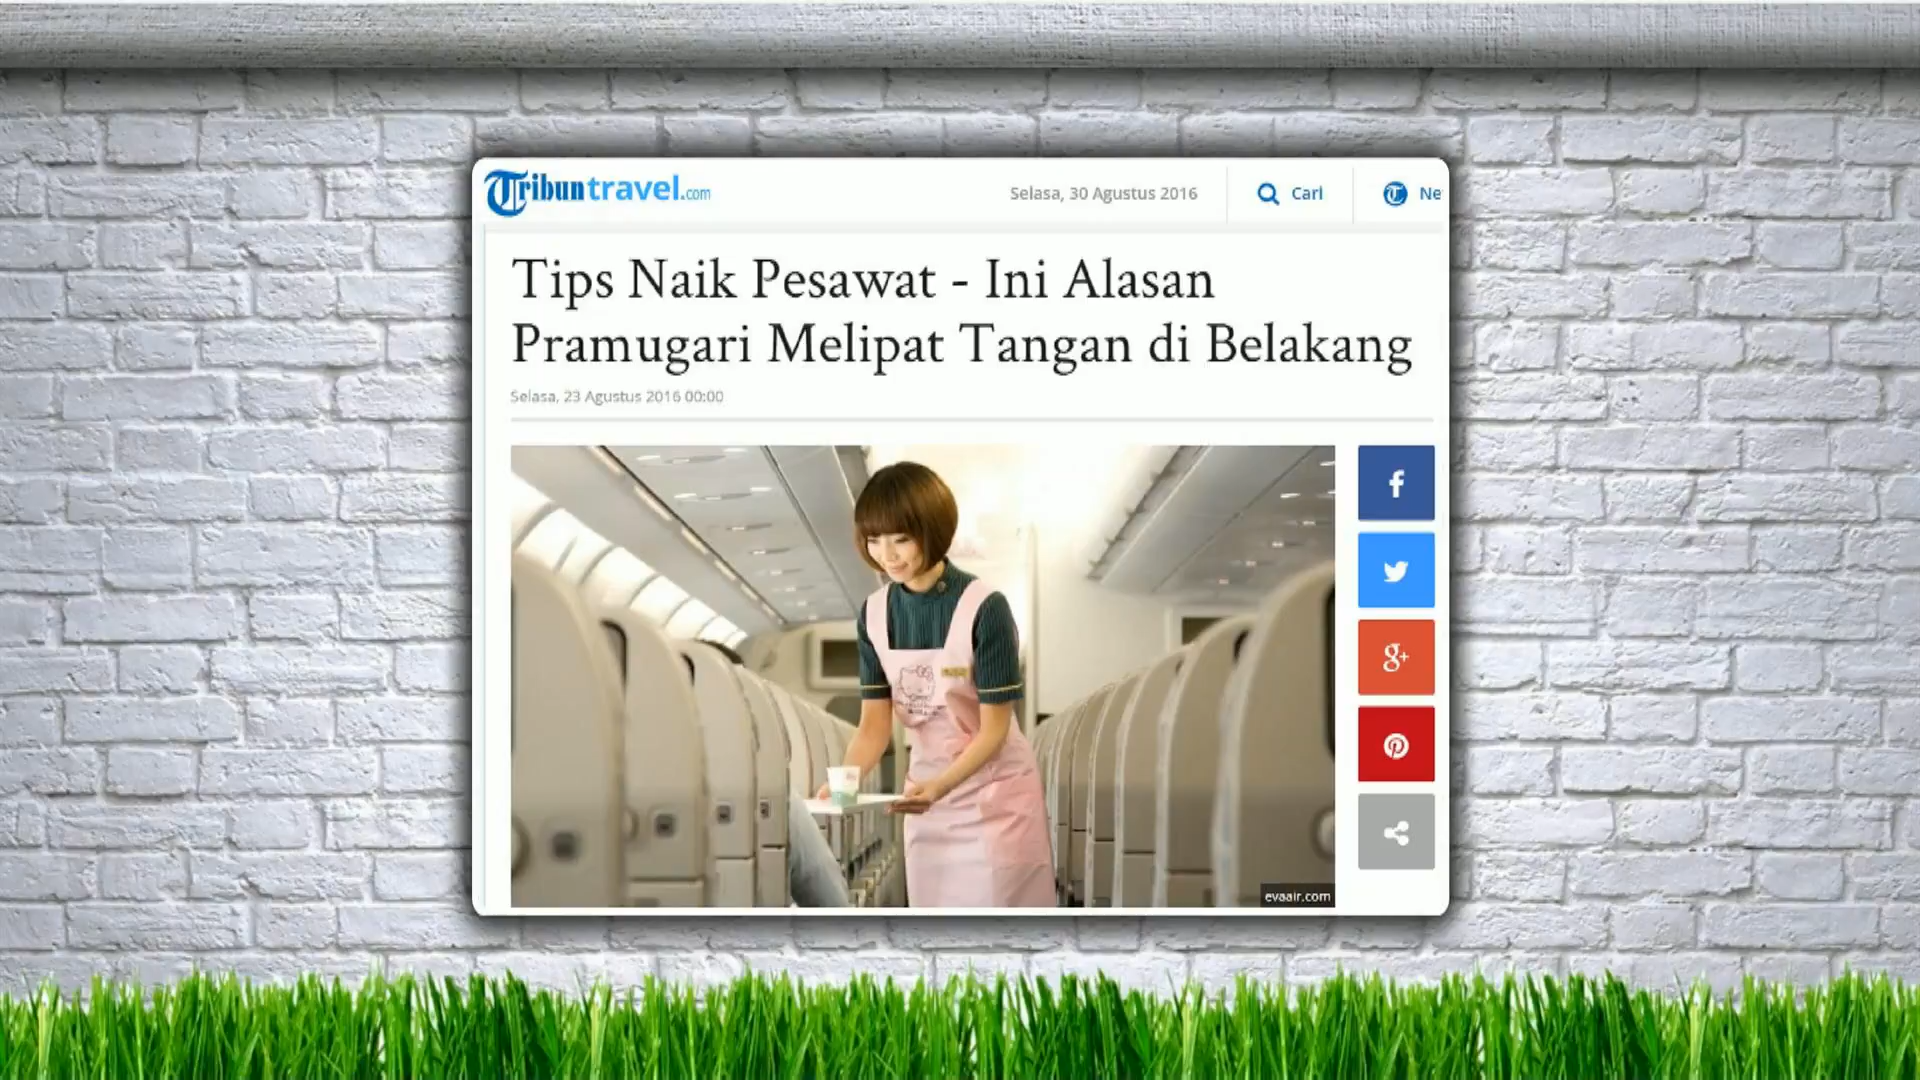 Tribuntravel.com
Selasa, 30 Agustus 2016
Cari
Ne
Tips Naik Pesawat - Ini Alasan
Pramugari Melipat Tangan di Belakang
Selasa, 23 Agustus 2016 00:00
evaair.com